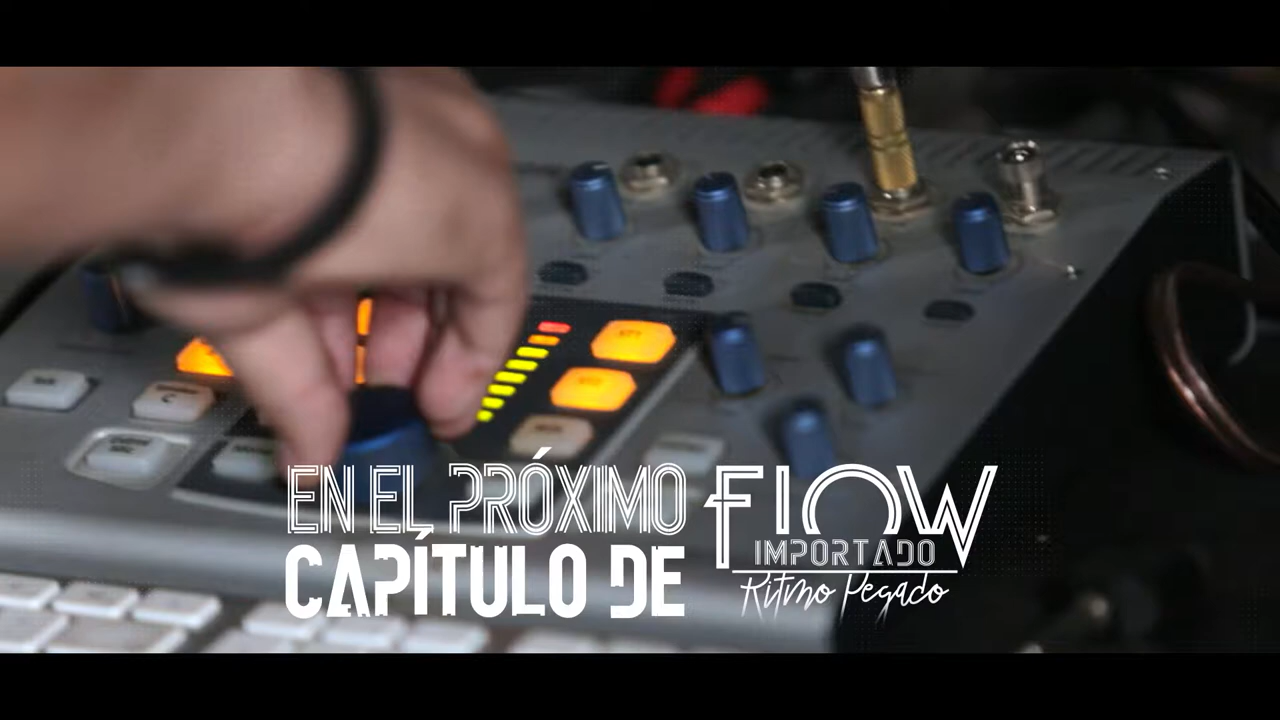 EN EL PRÓXIMO
CAPÍTULO DE
FLOW
IMPORTADO
Ritmo Pegado